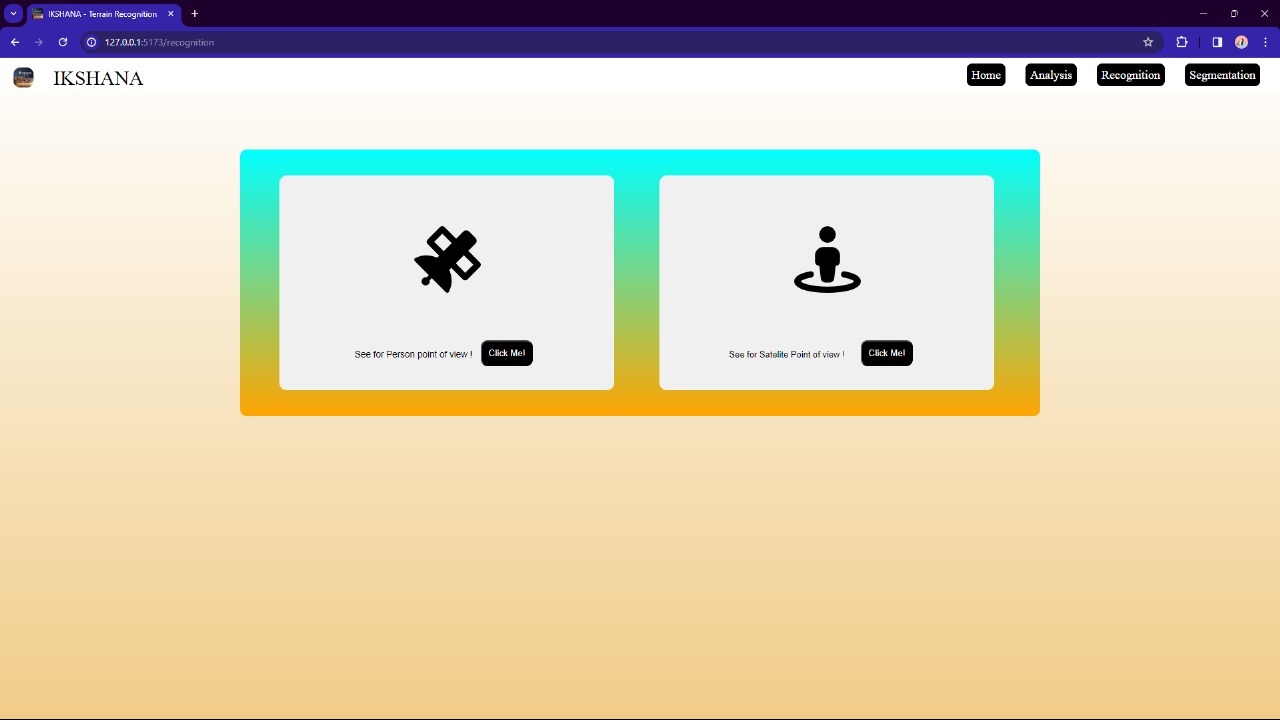 IKSHANA - Terrain Recognition
127.0.0.1:5173/recognition
IKSHANA
Home Analysis Recognition Segmentation
See for Person point of view ! Click Me!
See for Satelite Point of view ! Click Me!